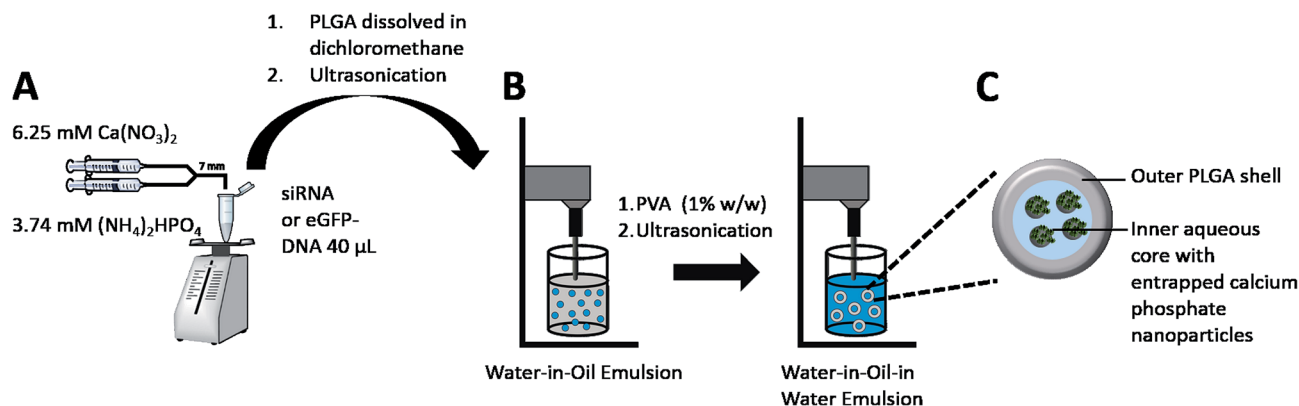 1. PLGA dissolved in
dichloromethane
2. Ultrasonication
A
6.25 mM Ca(NO₃)₂
7 mm
3.74 mM (NH₄)₂HPO₄
siRNA
or eGFP-
DNA 40 µL
B
1. PVA (1% w/w)
2. Ultrasonication
Water-in-Oil Emulsion
Water-in-Oil-in
Water Emulsion
C
Outer PLGA shell
Inner aqueous
core with
entrapped calcium
phosphate
nanoparticles